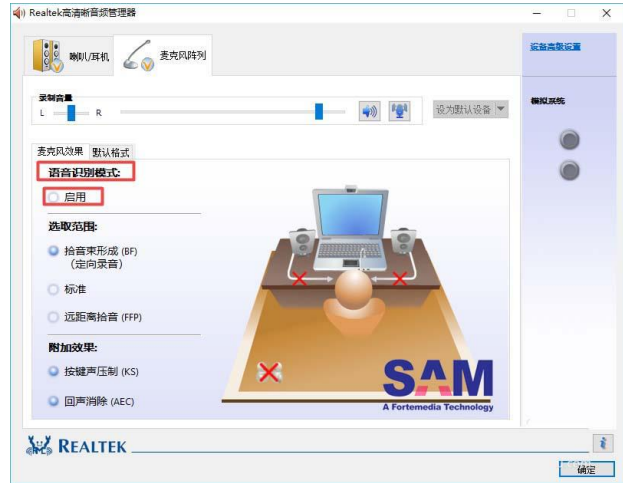 Realtek高清晰音频管理器
喇叭/耳机
麦克风阵列
设备高级设置
录制音量
L
R
设为默认设备
模拟系统
麦克风效果
默认格式
语音识别模式:
启用
选取范围:
拾音束形成 (BF)
(定向录音)
标准
远距离拾音 (FFP)
附加效果:
按键声压制 (KS)
回声消除 (AEC)
SAM
A Fortemedia Technology
REALTEK
确定